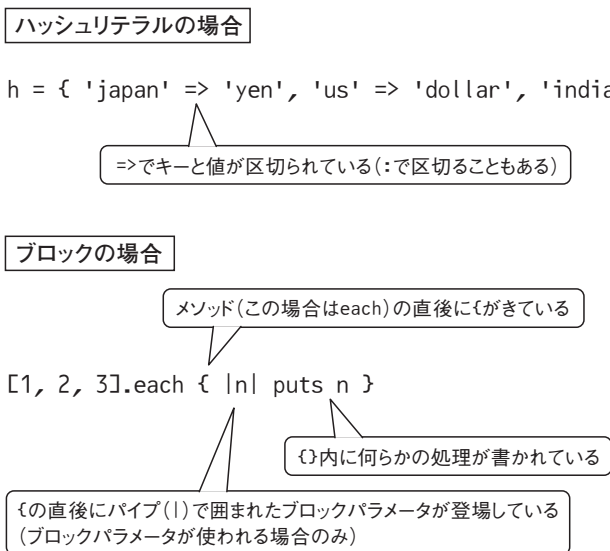 ハッシュリテラルの場合
h = { 'japan' => 'yen', 'us' => 'dollar', 'india
=>でキーと値が区切られている(:で区切ることもある)
ブロックの場合
メソッド(この場合はeach)の直後に{がきている
[1, 2, 3].each { |n| puts n }
{}内に何らかの処理が書かれている
{の直後にパイプ(|)で囲まれたブロックパラメータが登場している
(ブロックパラメータが使われる場合のみ)